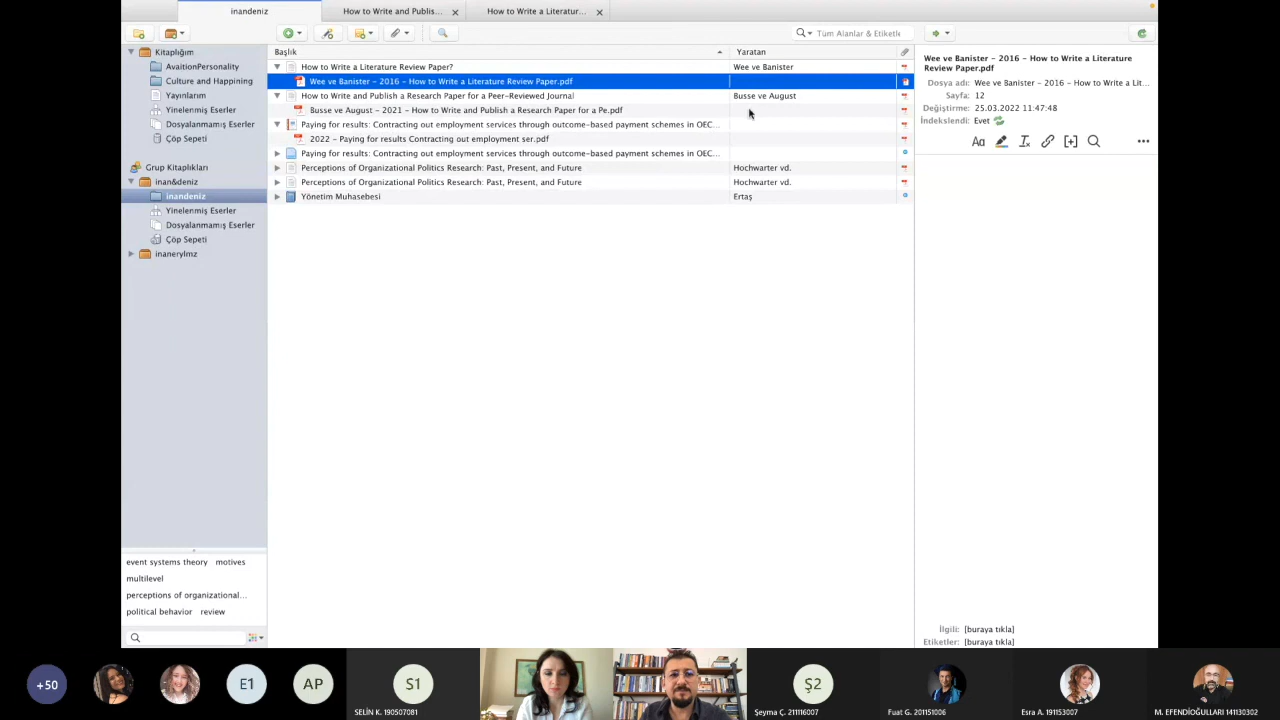 inandeniz
How to Write and Publis...
How to Write a Literatur...
Tüm Alanlar & Etiketle
Kitaplığım
AvaitionPersonality
Culture and Happining
Yayınlarım
Yinelenmiş Eserler
Dosyalanmamış Eserler
Çöp Sepeti
Grup Kitaplıkları
inan&deniz
inandeniz
Yinelenmiş Eserler
Dosyalanmamış Eserler
Çöp Sepeti
inanerylmz
event systems theory motives
multilevel
perceptions of organizational...
political behavior review
Başlık Yaratan
How to Write a Literature Review Paper? Wee ve Banister
Wee ve Banister - 2016 - How to Write a Literature Review Paper.pdf
How to Write and Publish a Research Paper for a Peer-Reviewed Journal Busse ve August
Busse ve August - 2021 - How to Write and Publish a Research Paper for a Pe.pdf
Paying for results: Contracting out employment services through outcome-based payment schemes in OEC...
2022 - Paying for results Contracting out employment ser.pdf
Paying for results: Contracting out employment services through outcome-based payment schemes in OEC...
Perceptions of Organizational Politics Research: Past, Present, and Future Hochwarter vd.
Perceptions of Organizational Politics Research: Past, Present, and Future Hochwarter vd.
Yönetim Muhasebesi Ertaş
Wee ve Banister - 2016 - How to Write a Literature
Review Paper.pdf
Dosya adı: Wee ve Banister - 2016 - How to Write a Lit...
Sayfa: 12
Değiştirme: 25.03.2022 11:47:48
İndekslendi: Evet
Aa
İlgili: [buraya tıkla]
Etiketler: [buraya tıkla]
+50
E1
AP
S1
SELİN K. 190507081
Ş2
Şeyma Ç. 211116007
Fuat G. 201151006
Esra A. 191153007
M. EFENDİOĞULLARI 141130302